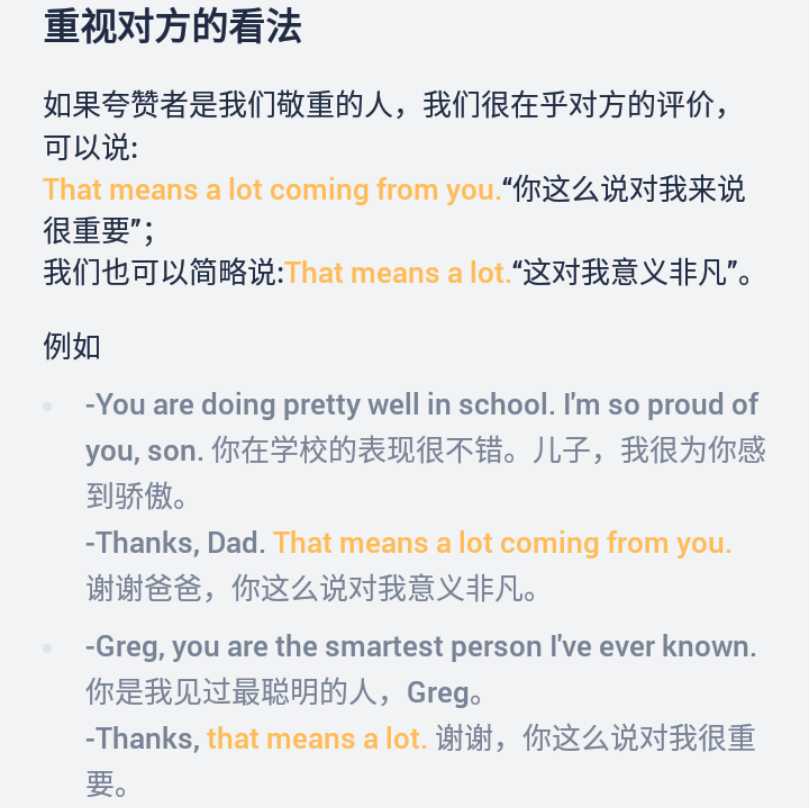 重视对方的看法
如果夸赞者是我们敬重的人，我们很在乎对方的评价，
可以说:
That means a lot coming from you.“你这么说对我来说
很重要”；
我们也可以简略说:That means a lot.“这对我意义非凡”。
例如
-You are doing pretty well in school. I'm so proud of
you, son. 你在学校的表现很不错。儿子，我很为你感
到骄傲。
-Thanks, Dad. That means a lot coming from you.
谢谢爸爸，你这么说对我意义非凡。
-Greg, you are the smartest person I've ever known.
你是我见过最聪明的人，Greg。
-Thanks, that means a lot. 谢谢，你这么说对我很重
要。